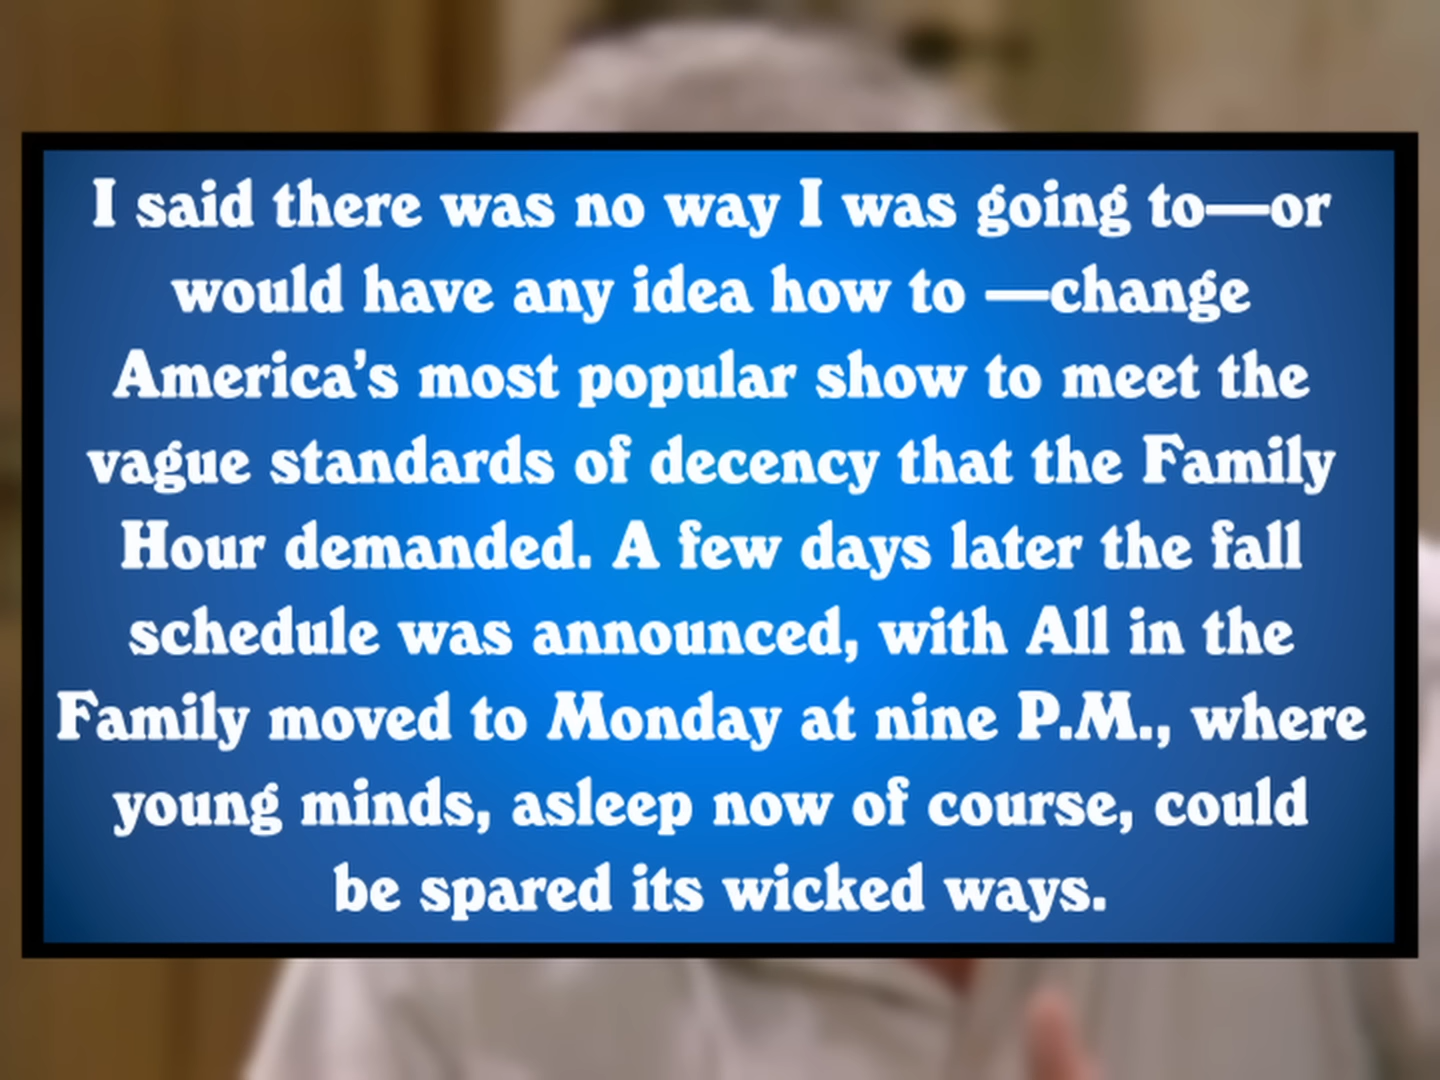 I said there was no way I was going to—or
would have any idea how to —change
America's most popular show to meet the
vague standards of decency that the Family
Hour demanded. A few days later the fall
schedule was announced, with All in the
Family moved to Monday at nine P.M., where
young minds, asleep now of course, could
be spared its wicked ways.